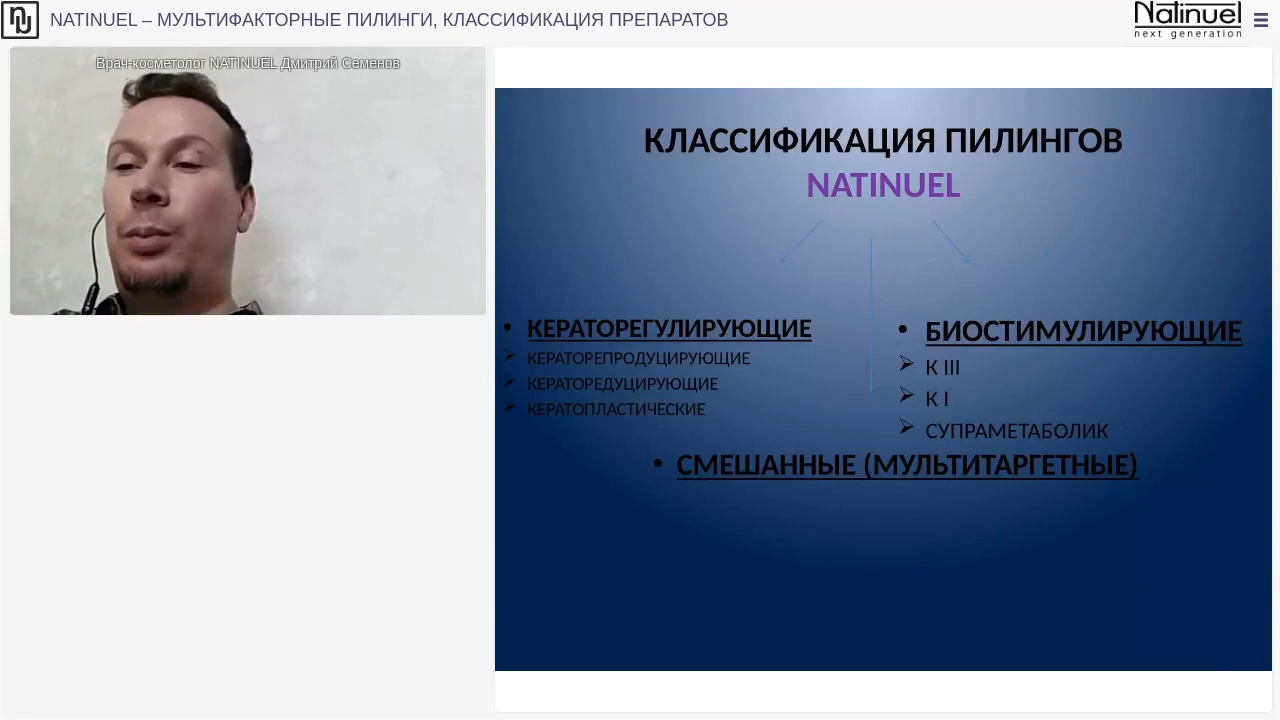 NATINUEL – МУЛЬТИФАКТОРНЫЕ ПИЛИНГИ, КЛАССИФИКАЦИЯ ПРЕПАРАТОВ
Natinuel
next generation
Врач-косметолог NATINUEL Дмитрий Семенов
КЛАССИФИКАЦИЯ ПИЛИНГОВ
NATINUEL
КЕРАТОРЕГУЛИРУЮЩИЕ
КЕРАТОРЕПРОДУЦИРУЮЩИЕ
КЕРАТОРЕДУЦИРУЮЩИЕ
КЕРАТОПЛАСТИЧЕСКИЕ
БИОСТИМУЛИРУЮЩИЕ
К III
К I
СУПРАМЕТАБОЛИК
СМЕШАННЫЕ (МУЛЬТИТАРГЕТНЫЕ)